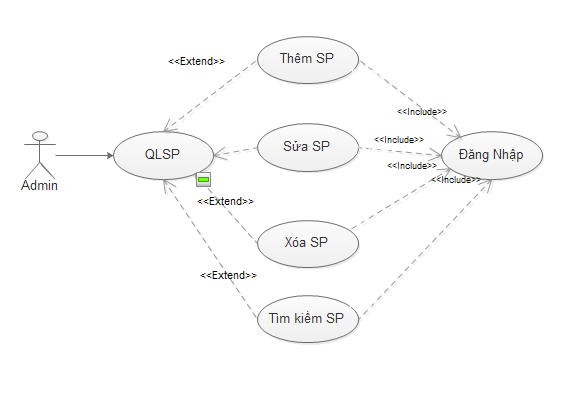 Thêm SP
<<Extend>>
<<Include>>
Sửa SP
<<Include>>
QLSP
Đăng Nhập
<<Include>>
Admin
<<Include>>
<<Extend>>
Xóa SP
<<Extend>>
Tìm kiếm SP